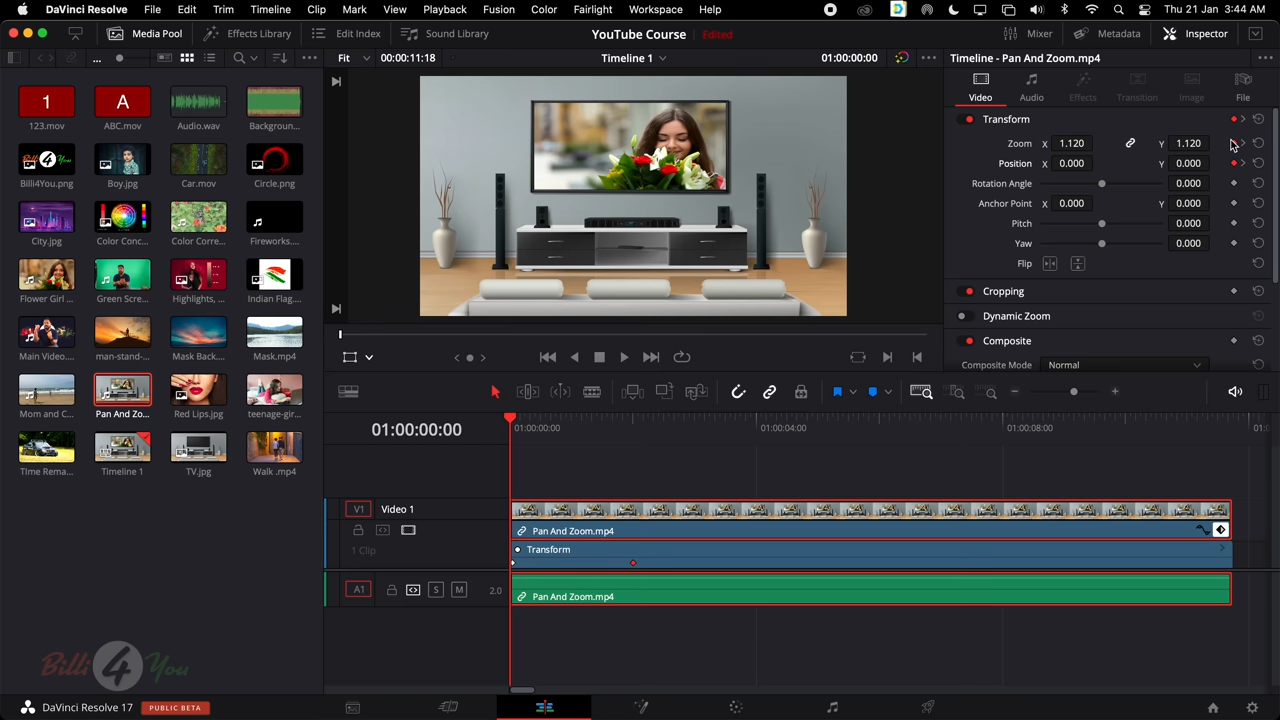 DaVinci Resolve File Edit Trim Timeline Clip Mark View Playback Fusion Color Fairlight Workspace Help Thu 21 Jan 3:44 AM
Media Pool Effects Library Edit Index Sound Library YouTube Course Edited Mixer Metadata Inspector
... Fit 00:00:11:18 Timeline 1 01:00:00:00 Timeline - Pan And Zoom.mp4
Video Audio Effects Transition Image File
1 A
123.mov ABC.mov Audio.wav Backgroun...
Transform
Zoom X 1.120 Y 1.120
Position X 0.000 Y 0.000
Rotation Angle 0.000
Anchor Point X 0.000 Y 0.000
Pitch 0.000
Yaw 0.000
Flip
Cropping
Dynamic Zoom
Composite
Composite Mode Normal
Billi4You
Billi4You.png Boy.jpg Car.mov Circle.png
City.jpg Color Conc... Color Corre... Fireworks....
Flower Girl ... Green Scre... Highlights, ... Indian Flag....
Main Video.... man-stand-... Mask Back.... Mask.mp4
Mom and C... Pan And Zo... Red Lips.jpg teenage-gir...
TIme Rema... Timeline 1 TV.jpg Walk .mp4
01:00:00:00 01:00:00:00 01:00:04:00 01:00:08:00 01:
V1 Video 1
1 Clip
Pan And Zoom.mp4
Transform
A1 S M 2.0
Pan And Zoom.mp4
Billi4You
DaVinci Resolve 17 PUBLIC BETA